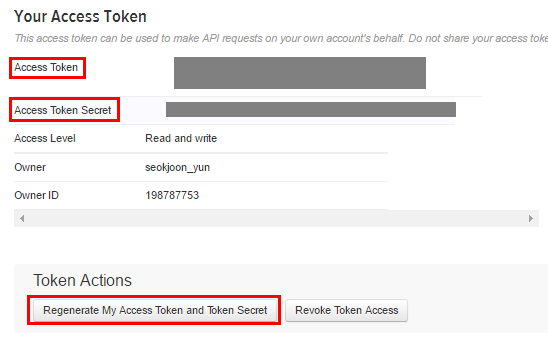 Your Access Token
This access token can be used to make API requests on your own account's behalf. Do not share your access toke
Access Token
Access Token Secret
Access Level Read and write
Owner seokjoon_yun
Owner ID 198787753
Token Actions
Regenerate My Access Token and Token Secret Revoke Token Access